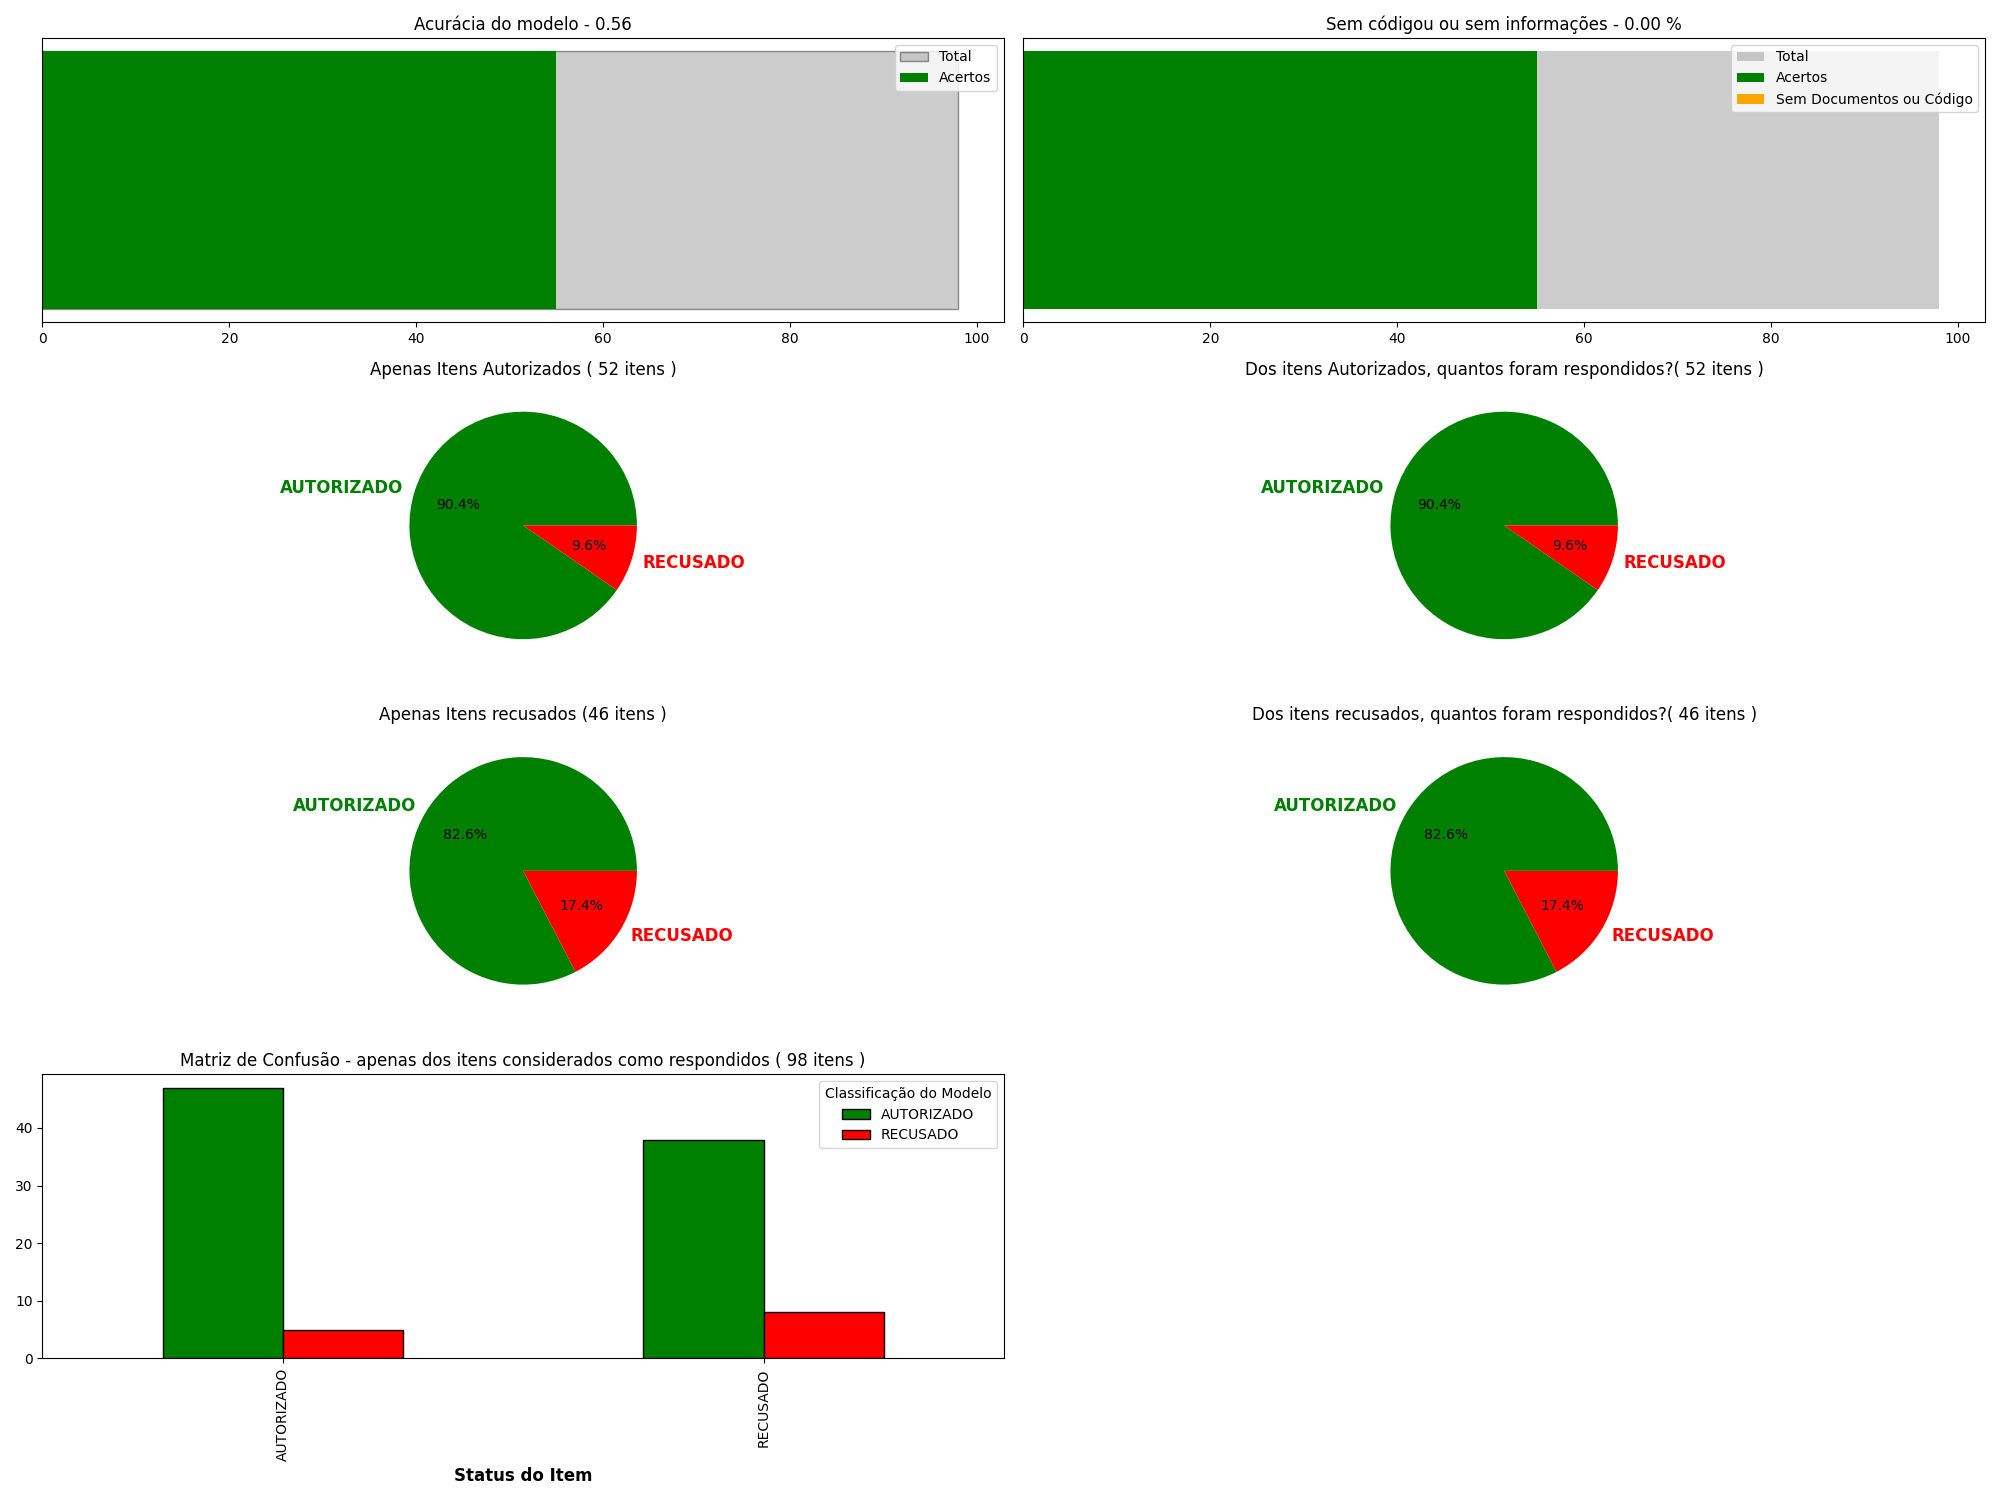 Acurácia do modelo - 0.56
Total
Acertos
0 20 40 60 80 100
Sem códigou ou sem informações - 0.00 %
Total
Acertos
Sem Documentos ou Código
0 20 40 60 80 100
Apenas Itens Autorizados ( 52 itens )
AUTORIZADO
90.4%
9.6%
RECUSADO
Dos itens Autorizados, quantos foram respondidos?( 52 itens )
AUTORIZADO
90.4%
9.6%
RECUSADO
Apenas Itens recusados (46 itens )
AUTORIZADO
82.6%
17.4%
RECUSADO
Dos itens recusados, quantos foram respondidos?( 46 itens )
AUTORIZADO
82.6%
17.4%
RECUSADO
Matriz de Confusão - apenas dos itens considerados como respondidos ( 98 itens )
Classificação do Modelo
AUTORIZADO
RECUSADO
40
30
20
10
0
AUTORIZADO
RECUSADO
Status do Item